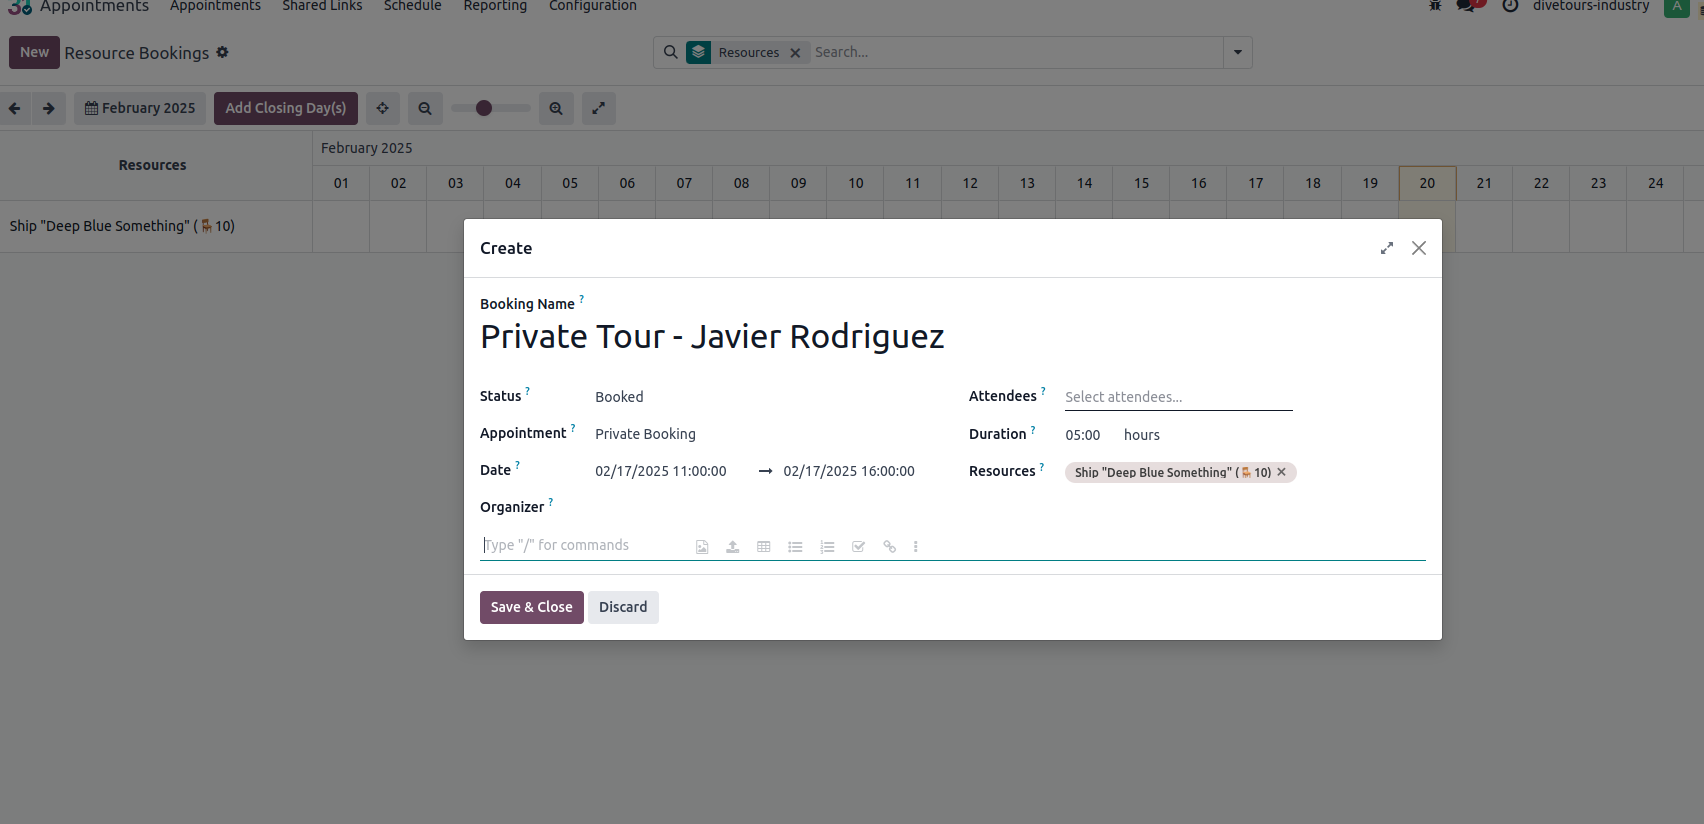 Appointments Appointments Shared Links Schedule Reporting Configuration divetours-industry A
New Resource Bookings Resources Search...
February 2025 Add Closing Day(s)
Resources February 2025
01 02 03 04 05 06 07 08 09 10 11 12 13 14 15 16 17 18 19 20 21 22 23 24
Ship "Deep Blue Something" (🪑10)
Create
Booking Name ?
Private Tour - Javier Rodriguez
Status ? Booked
Attendees ? Select attendees...
Appointment ? Private Booking
Duration ? 05:00 hours
Date ? 02/17/2025 11:00:00 → 02/17/2025 16:00:00
Resources ? Ship "Deep Blue Something" (🪑10)
Organizer ?
Type "/" for commands
Save & Close Discard